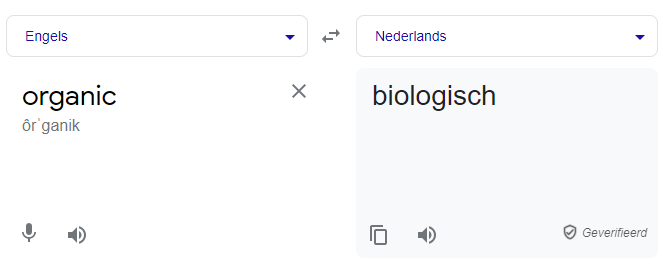 Engels
Nederlands
organic
ôrˈganik
biologisch
Geverifieerd